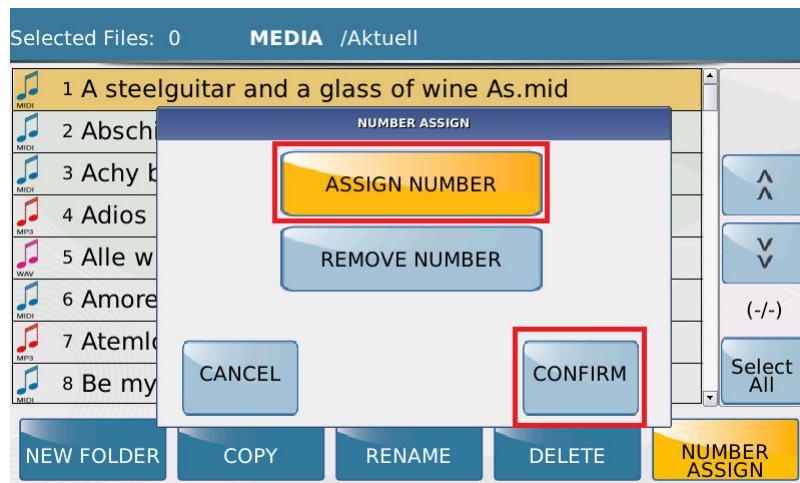 Selected Files: 0 MEDIA /Aktuell
MIDI 1 A steelguitar and a glass of wine As.mid
MIDI 2 Abschi
MIDI 3 Achy b
MP3 4 Adios
WAV 5 Alle w
MIDI 6 Amore
MP3 7 Atemlo
MIDI 8 Be my
NUMBER ASSIGN
ASSIGN NUMBER
REMOVE NUMBER
CANCEL
CONFIRM
(-/-)
Select
All
NEW FOLDER
COPY
RENAME
DELETE
NUMBER
ASSIGN